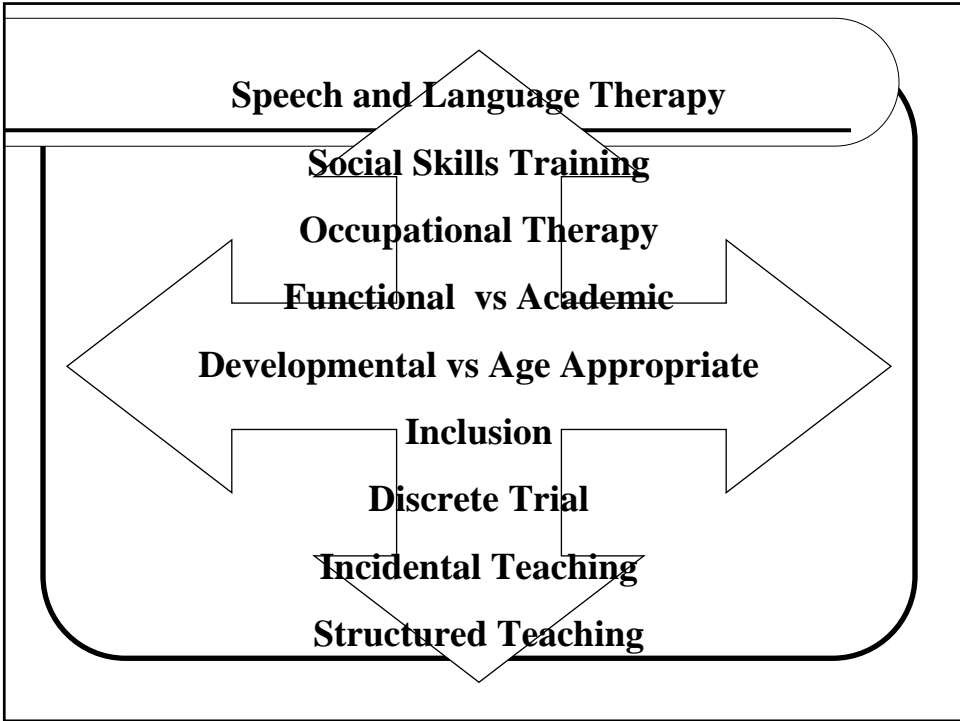 Speech and Language Therapy
Social Skills Training
Occupational Therapy
Functional  vs Academic
Developmental vs Age Appropriate
Inclusion
Discrete Trial
Incidental Teaching
Structured Teaching